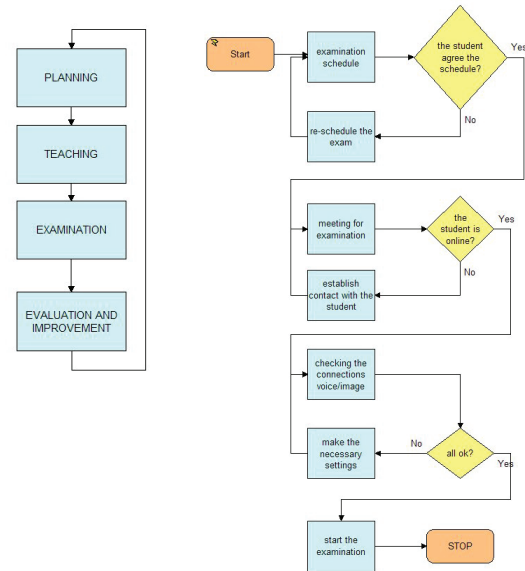 PLANNING
TEACHING
EXAMINATION
EVALUATION AND
IMPROVEMENT
Start
examination
schedule
the student
agree the
schedule?
Yes
No
re-schedule the
exam
meeting for
examination
the
student is
online?
Yes
No
establish
contact with the
student
checking the
connections
voice/image
all ok?
No
Yes
make the
necessary
settings
start the
examination
STOP